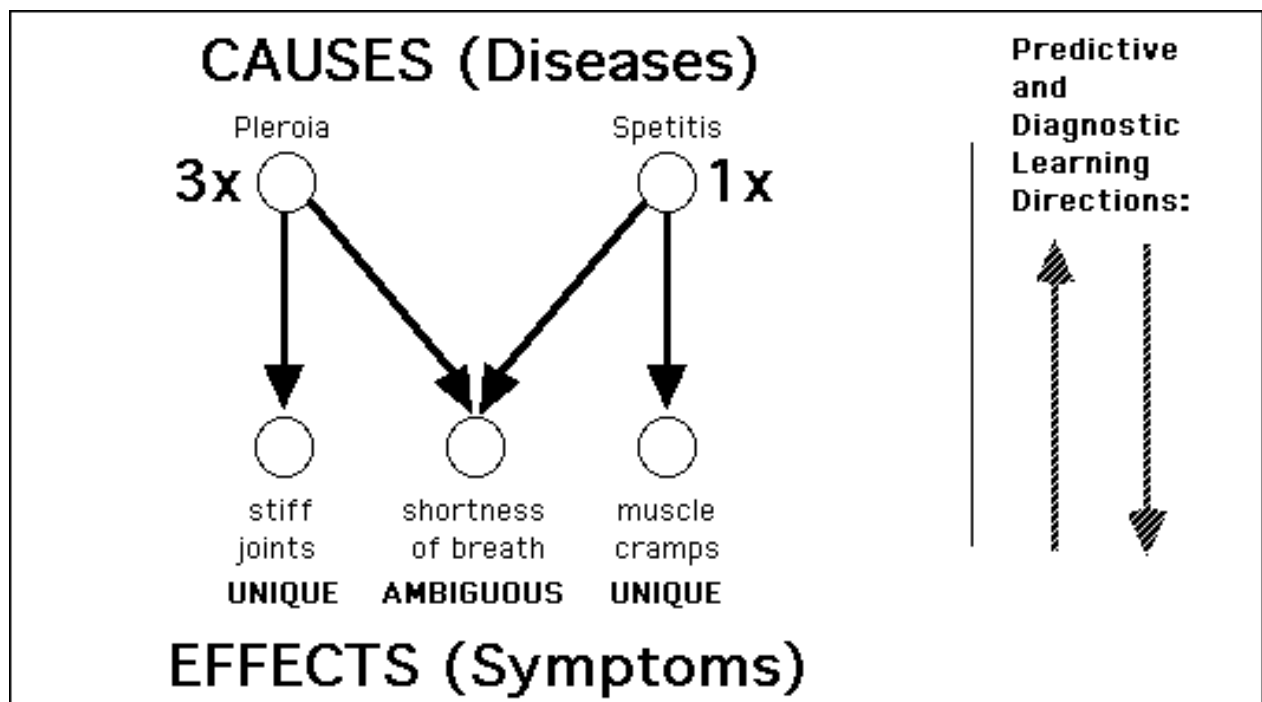 CAUSES (Diseases)
Pleroia
Spetitis
3x
1x
stiff
joints
UNIQUE
shortness
of breath
AMBIGUOUS
muscle
cramps
UNIQUE
EFFECTS (Symptoms)
Predictive
and
Diagnostic
Learning
Directions: